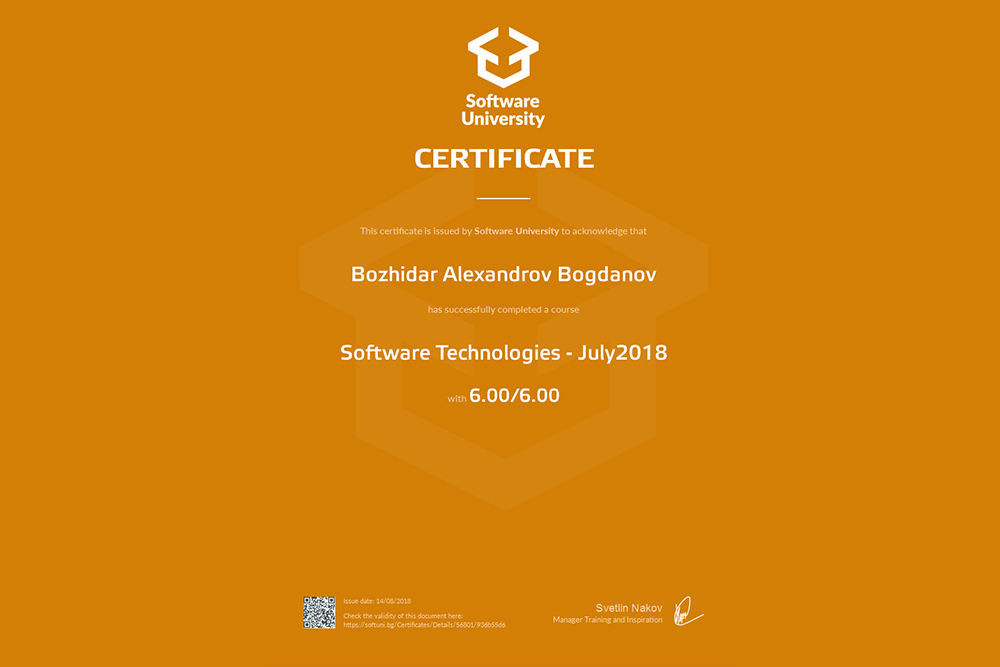 Software
University
CERTIFICATE
This certificate is issued by Software University to acknowledge that
Bozhidar Alexandrov Bogdanov
has successfully completed a course
Software Technologies - July2018
with 6.00/6.00
Issue date: 14/08/2018
Check the validity of this document here:
https://softuni.bg/Certificates/Details/56801/936b55d6
Svetlin Nakov
Manager Training and Inspiration